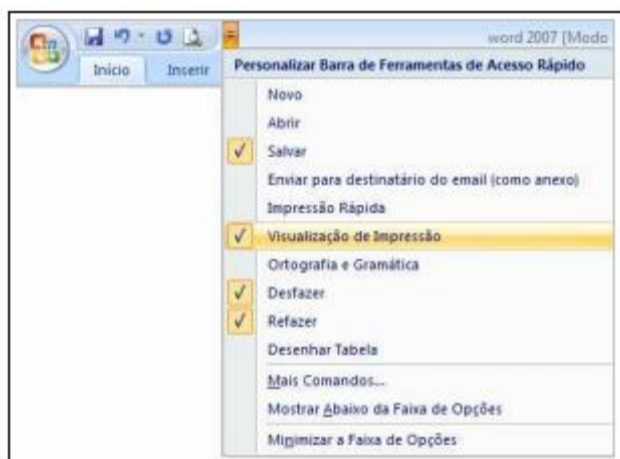 word 2007 [Modo
Início Inserir
Personalizar Barra de Ferramentas de Acesso Rápido
Novo
Abrir
Salvar
Enviar para destinatário do email (como anexo)
Impressão Rápida
Visualização de Impressão
Ortografia e Gramática
Desfazer
Refazer
Desenhar Tabela
Mais Comandos...
Mostrar Abaixo da Faixa de Opções
Minimizar a Faixa de Opções